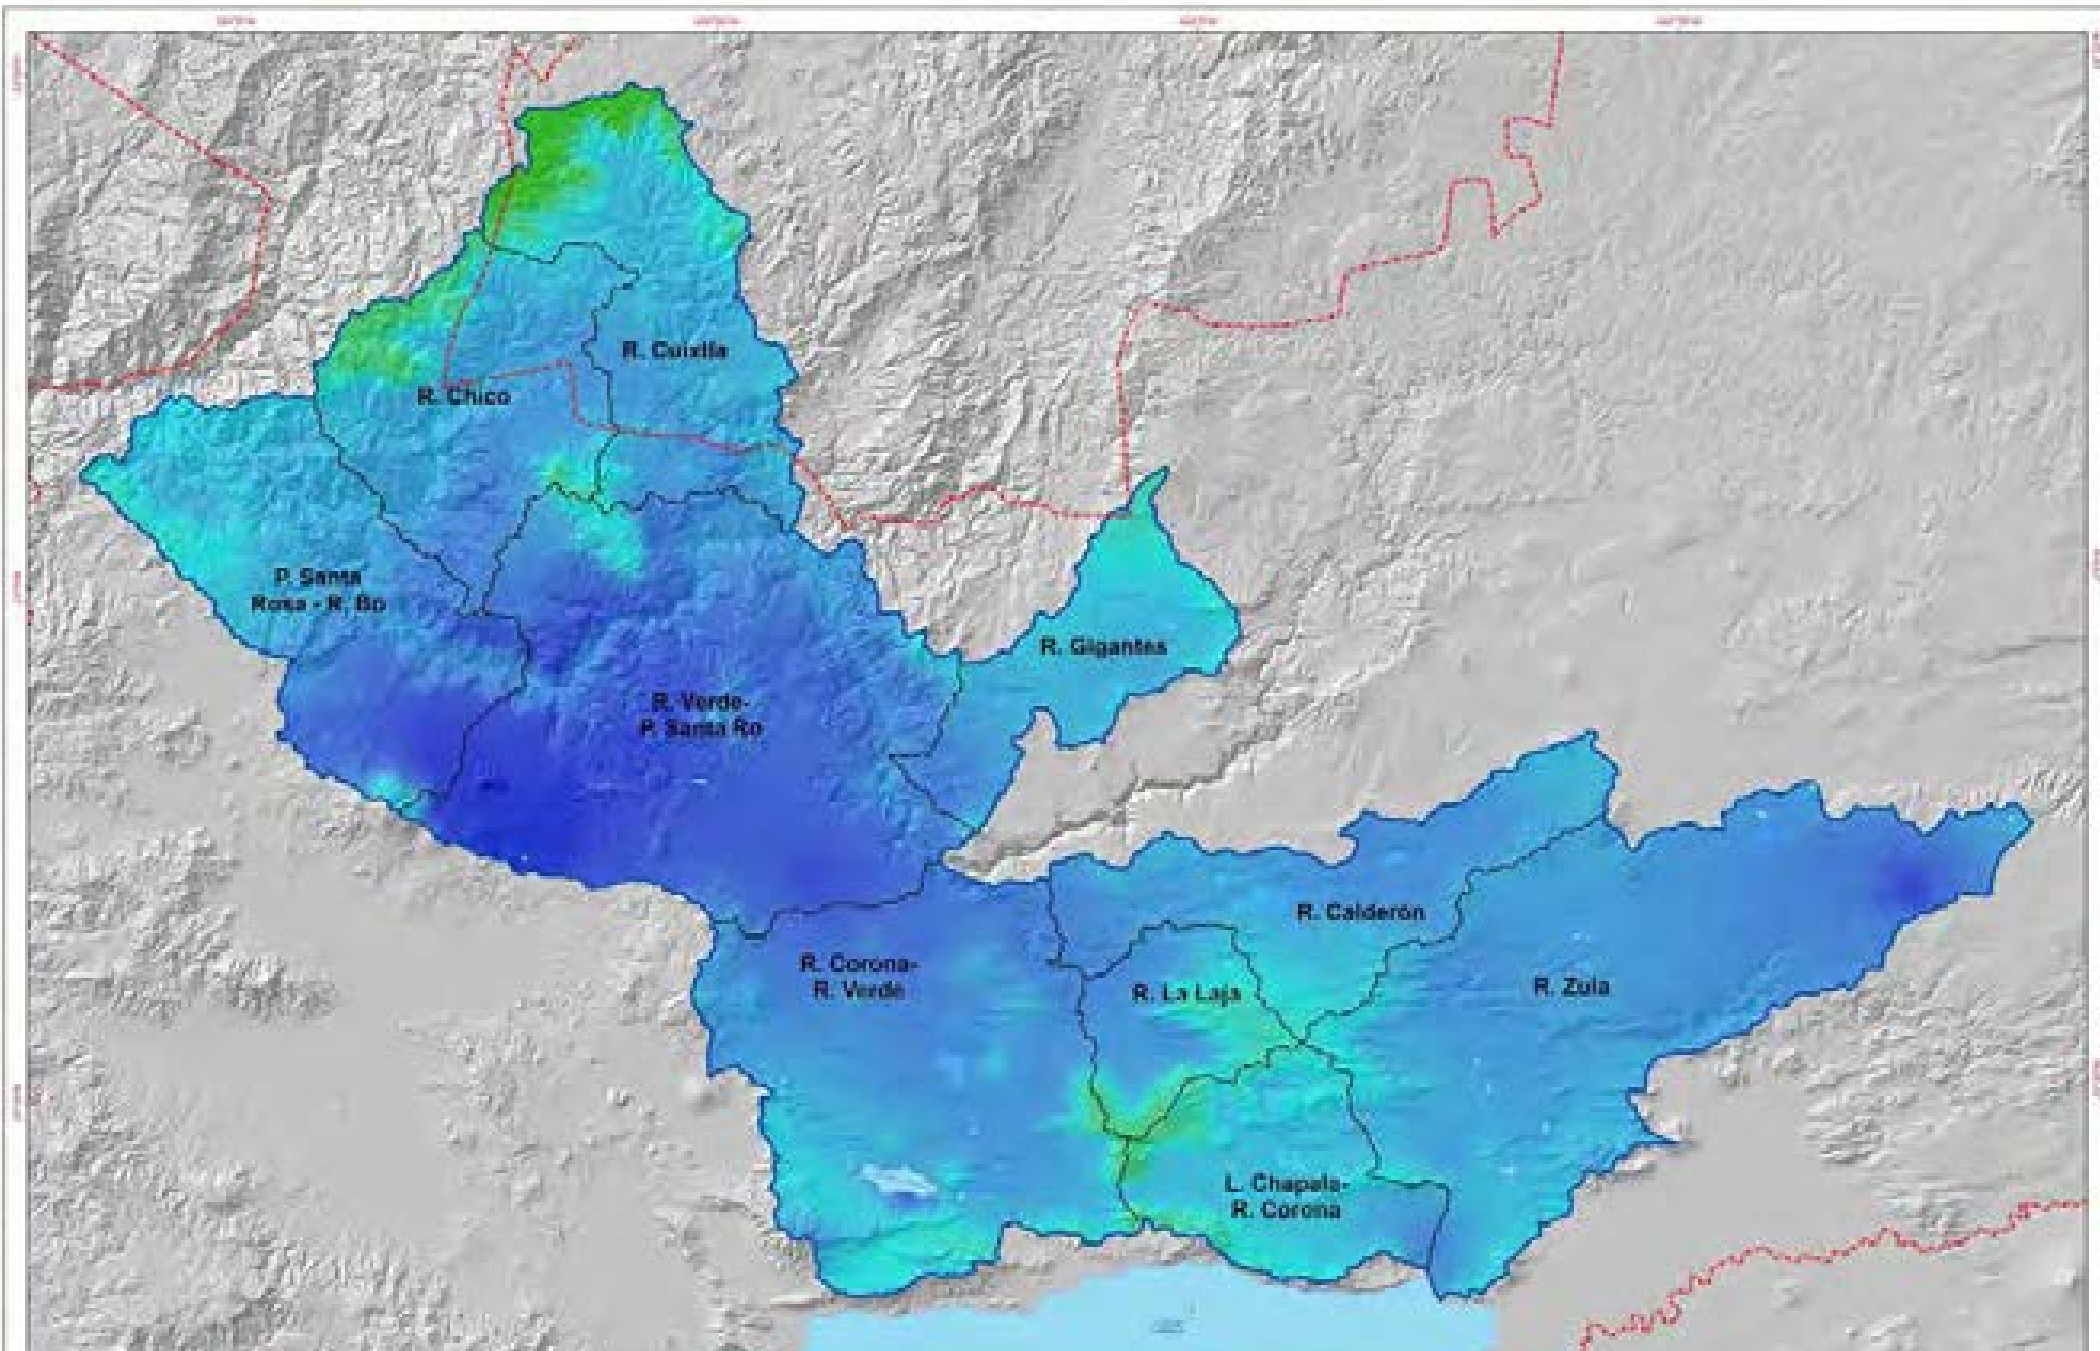 R. Cuixtla
R. Chico
P. Santa
Rosa - R. Bo
R. Gigantes
R. Verde-
P. Santa Ro
R. Calderón
R. Corona-
R. Verde
R. La Laja
R. Zula
L. Chapala-
R. Corona